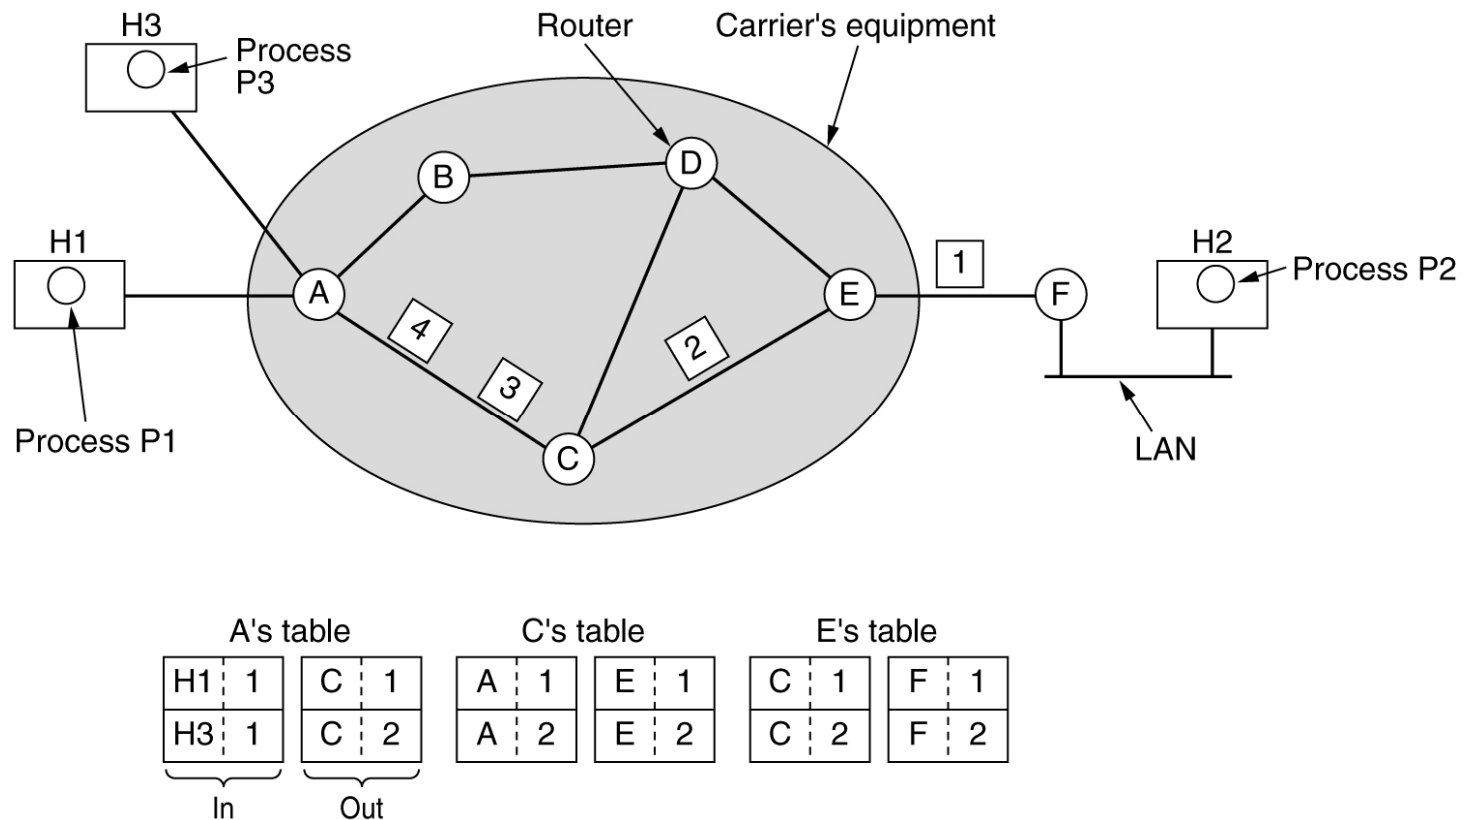 H3
Process
P3
Router
Carrier's equipment
B
D
H1
A
E
1
F
H2
Process P2
4
3
2
C
Process P1
LAN
A's table
C's table
E's table
H1 1 C 1 A 1 E 1 C 1 F 1
H3 1 C 2 A 2 E 2 C 2 F 2
In
Out